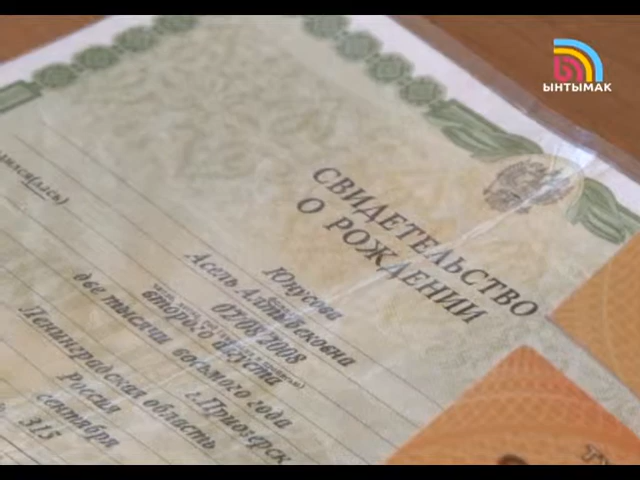 ЫНТЫМАК
СВИДЕТЕЛЬСТВО
О РОЖДЕНИИ
Юнусова
Асель Алтыбековна
02/08/2008
второго августа
две тысячи восьмого года
г.Приозерск
Ленинградская область
Россия
сентября
315